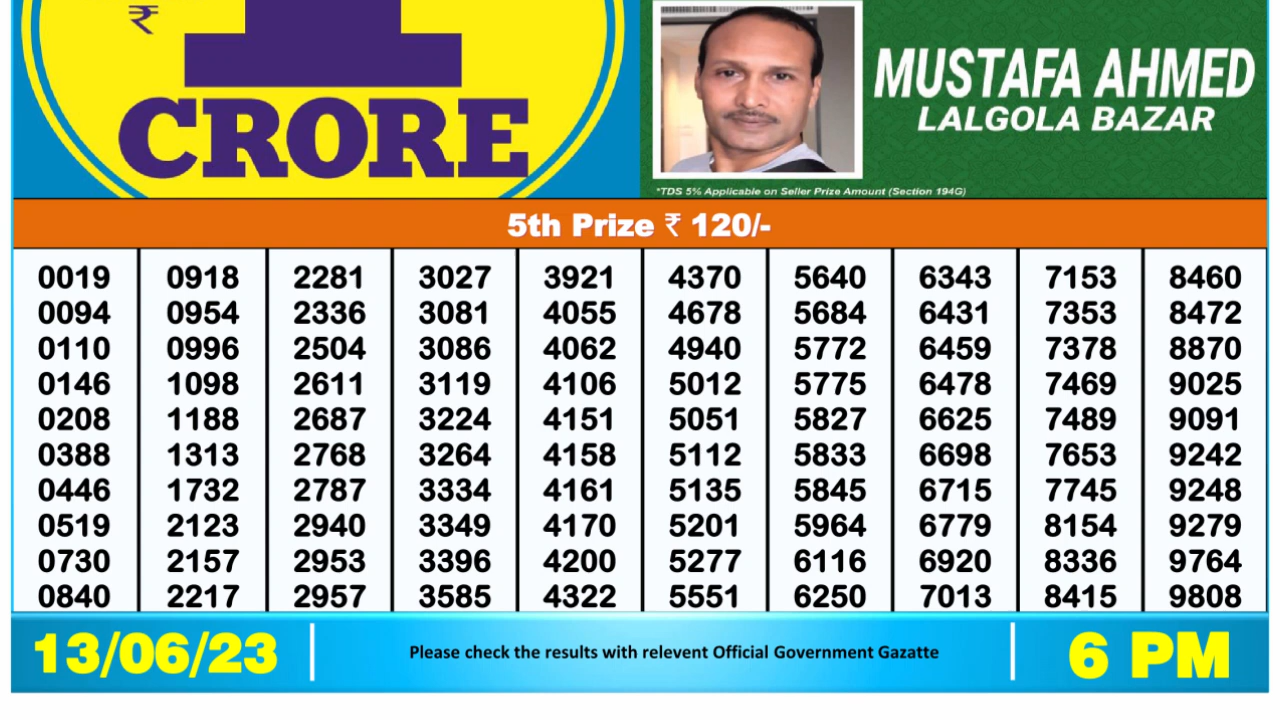 ₹
1
CRORE
MUSTAFA AHMED
LALGOLA BAZAR
*TDS 5% Applicable on Seller Prize Amount (Section 194G)
5th Prize ₹ 120/-
0019 0918 2281 3027 3921 4370 5640 6343 7153 8460
0094 0954 2336 3081 4055 4678 5684 6431 7353 8472
0110 0996 2504 3086 4062 4940 5772 6459 7378 8870
0146 1098 2611 3119 4106 5012 5775 6478 7469 9025
0208 1188 2687 3224 4151 5051 5827 6625 7489 9091
0388 1313 2768 3264 4158 5112 5833 6698 7653 9242
0446 1732 2787 3334 4161 5135 5845 6715 7745 9248
0519 2123 2940 3349 4170 5201 5964 6779 8154 9279
0730 2157 2953 3396 4200 5277 6116 6920 8336 9764
0840 2217 2957 3585 4322 5551 6250 7013 8415 9808
13/06/23 Please check the results with relevent Official Government Gazatte 6 PM